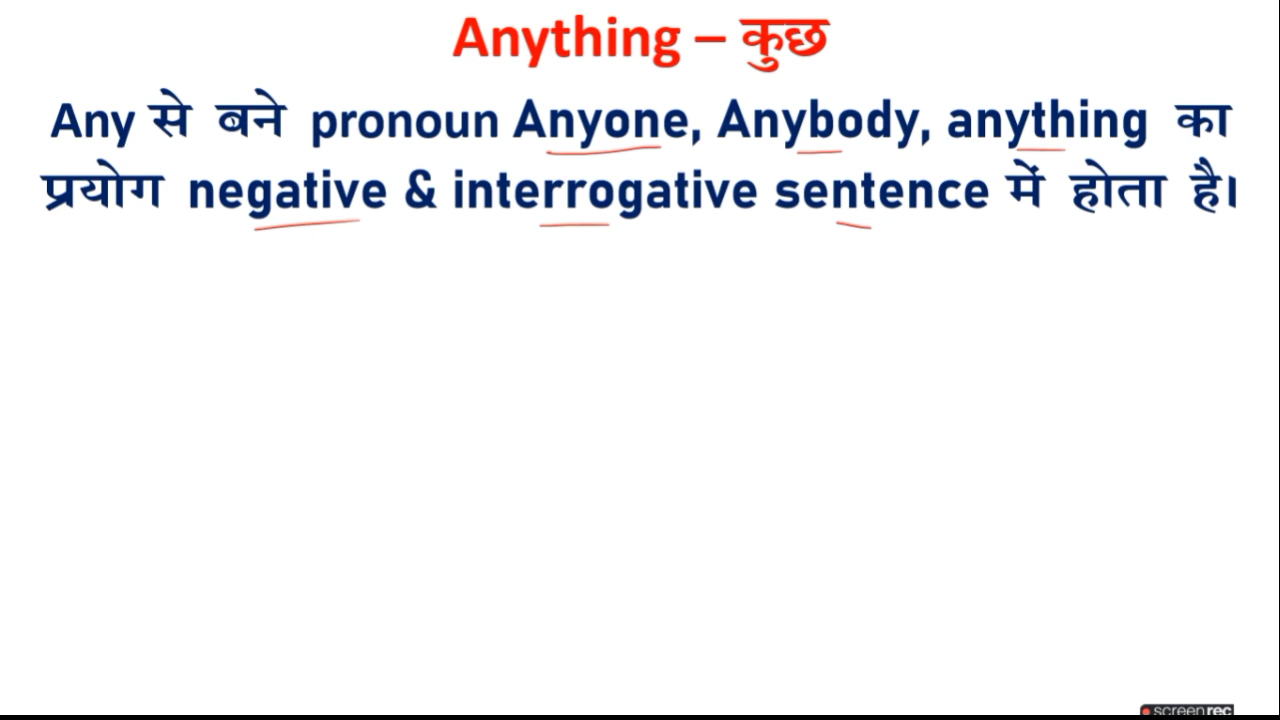 Anything – कुछ
Any से बने pronoun Anyone, Anybody, anything का
प्रयोग negative & interrogative sentence में होता है।
screenrec